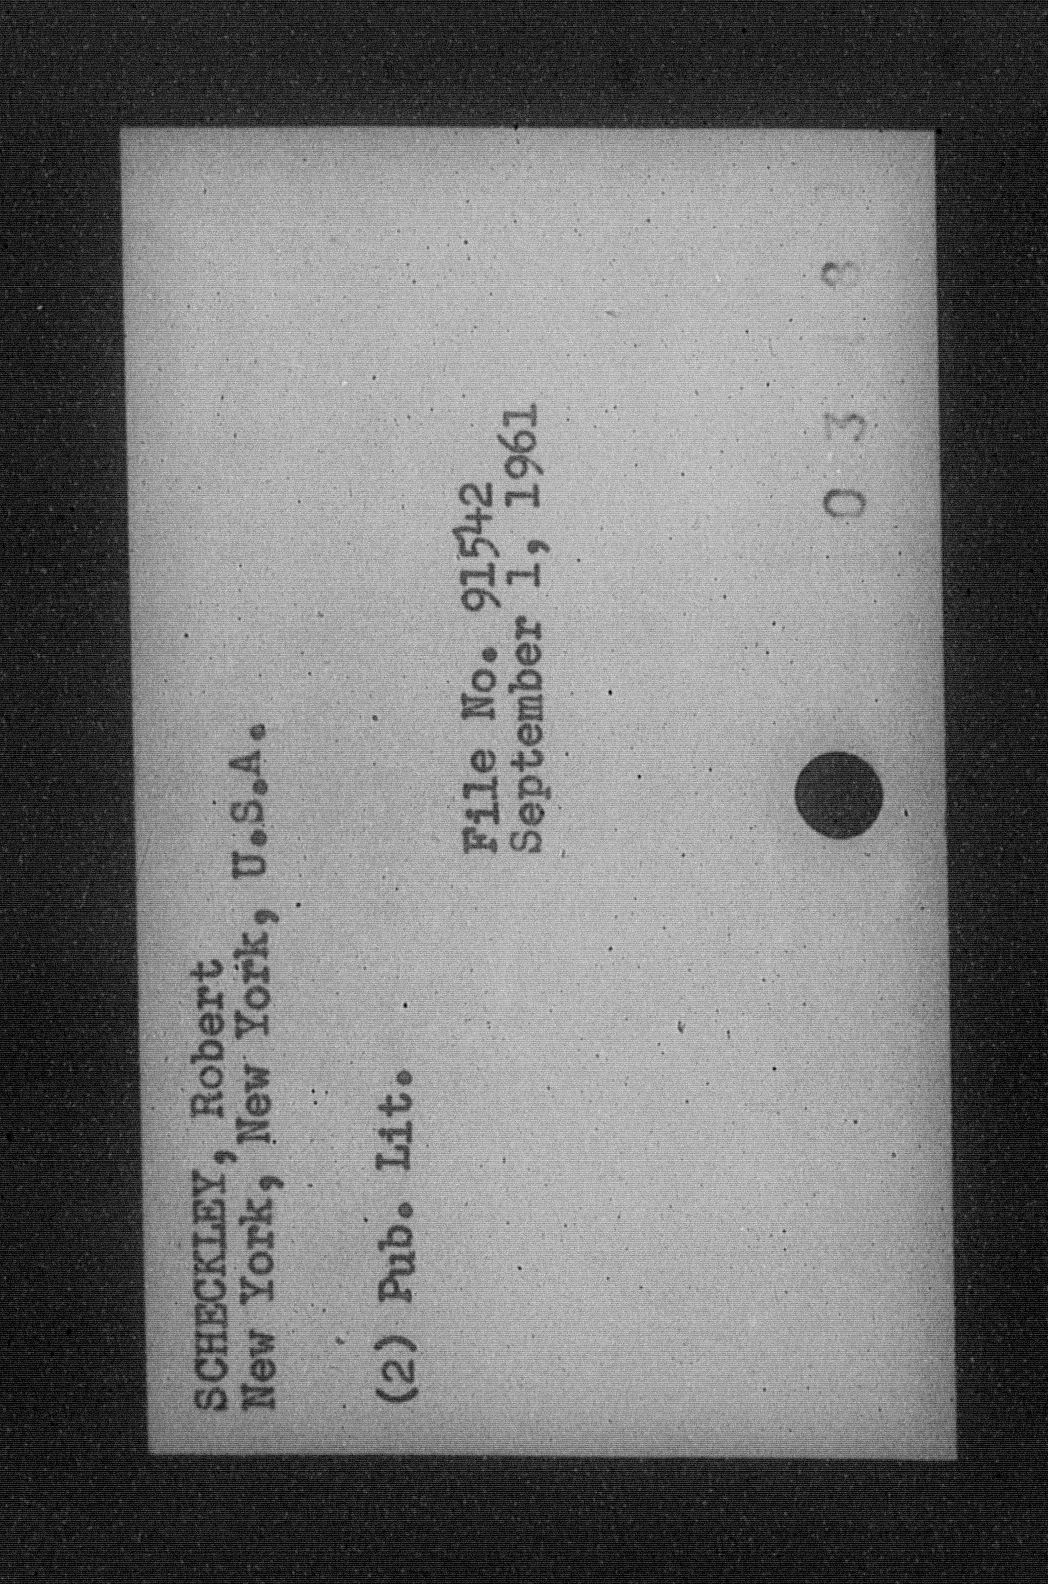 SCHECKLEY, Robert
New York, New York, U.S.A.
(2) Pub. Lit.
File No. 91542
September 1, 1961
0 3